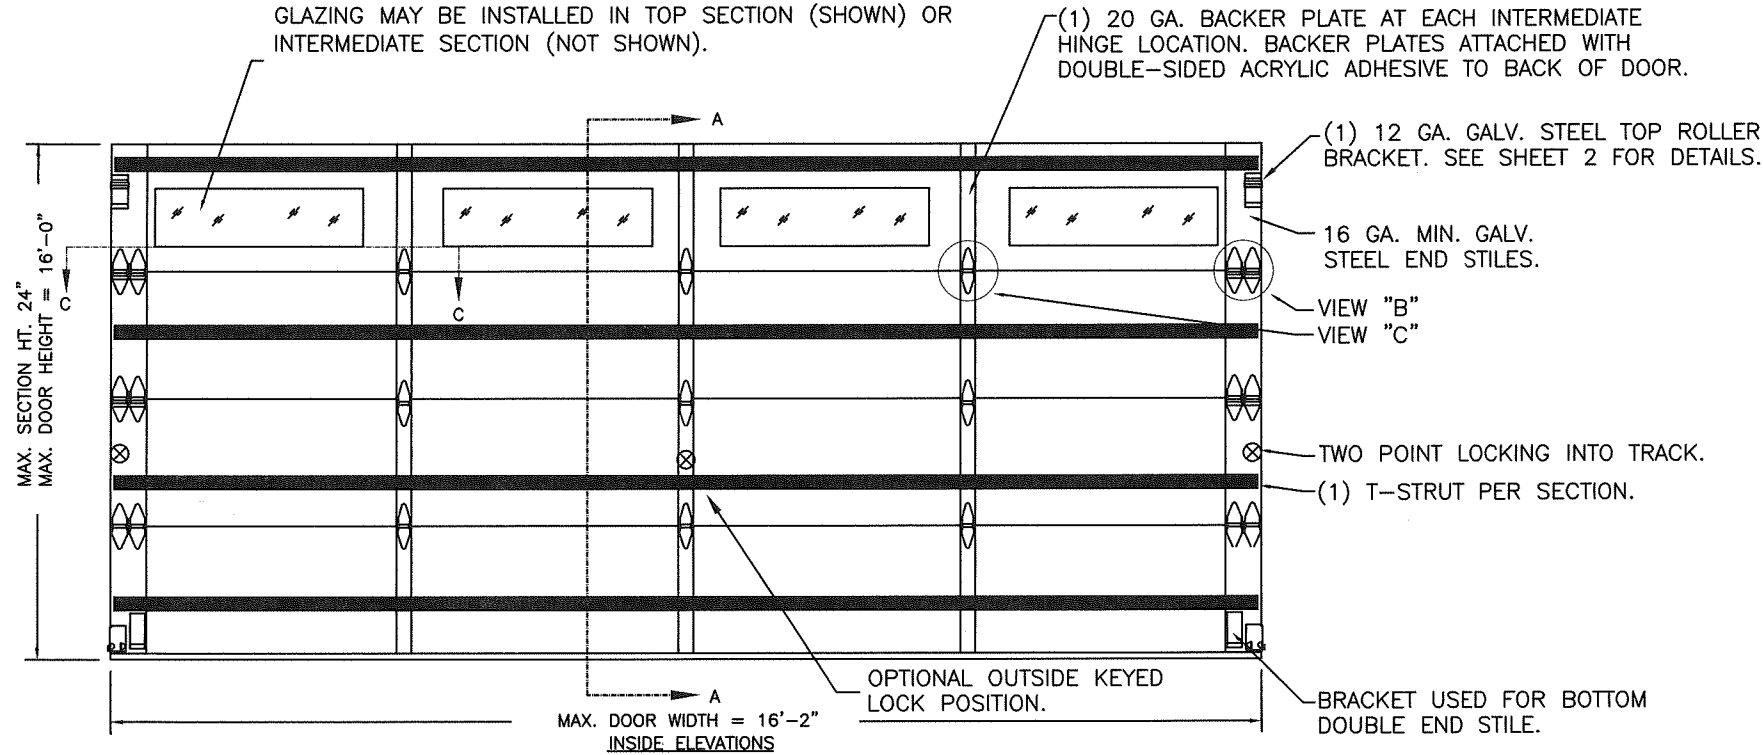 GLAZING MAY BE INSTALLED IN TOP SECTION (SHOWN) OR
INTERMEDIATE SECTION (NOT SHOWN).
(1) 20 GA. BACKER PLATE AT EACH INTERMEDIATE
HINGE LOCATION. BACKER PLATES ATTACHED WITH
DOUBLE-SIDED ACRYLIC ADHESIVE TO BACK OF DOOR.
A
(1) 12 GA. GALV. STEEL TOP ROLLER
BRACKET. SEE SHEET 2 FOR DETAILS.
16 GA. MIN. GALV.
STEEL END STILES.
MAX. SECTION HT. 24"
MAX. DOOR HEIGHT = 16'-0"
C
C
VIEW "B"
VIEW "C"
TWO POINT LOCKING INTO TRACK.
(1) T-STRUT PER SECTION.
OPTIONAL OUTSIDE KEYED
LOCK POSITION.
A
BRACKET USED FOR BOTTOM
DOUBLE END STILE.
MAX. DOOR WIDTH = 16'-2"
INSIDE ELEVATIONS